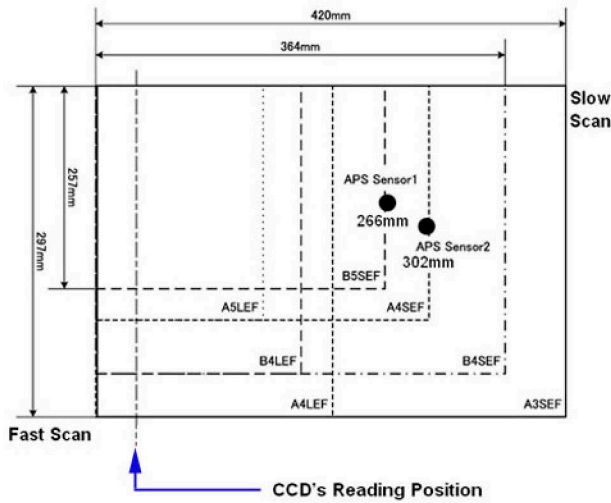 420mm
364mm
Slow
Scan
257mm
297mm
APS Sensor1
266mm
APS Sensor2
302mm
B5SEF
A5LEF
A4SEF
B4LEF
B4SEF
A4LEF
A3SEF
Fast Scan
CCD's Reading Position